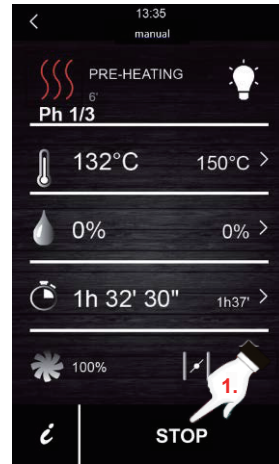 13:35
manual
PRE-HEATING
6'
Ph 1/3
132°C 150°C >
0% 0% >
1h 32' 30" 1h37' >
100%
1.
i STOP